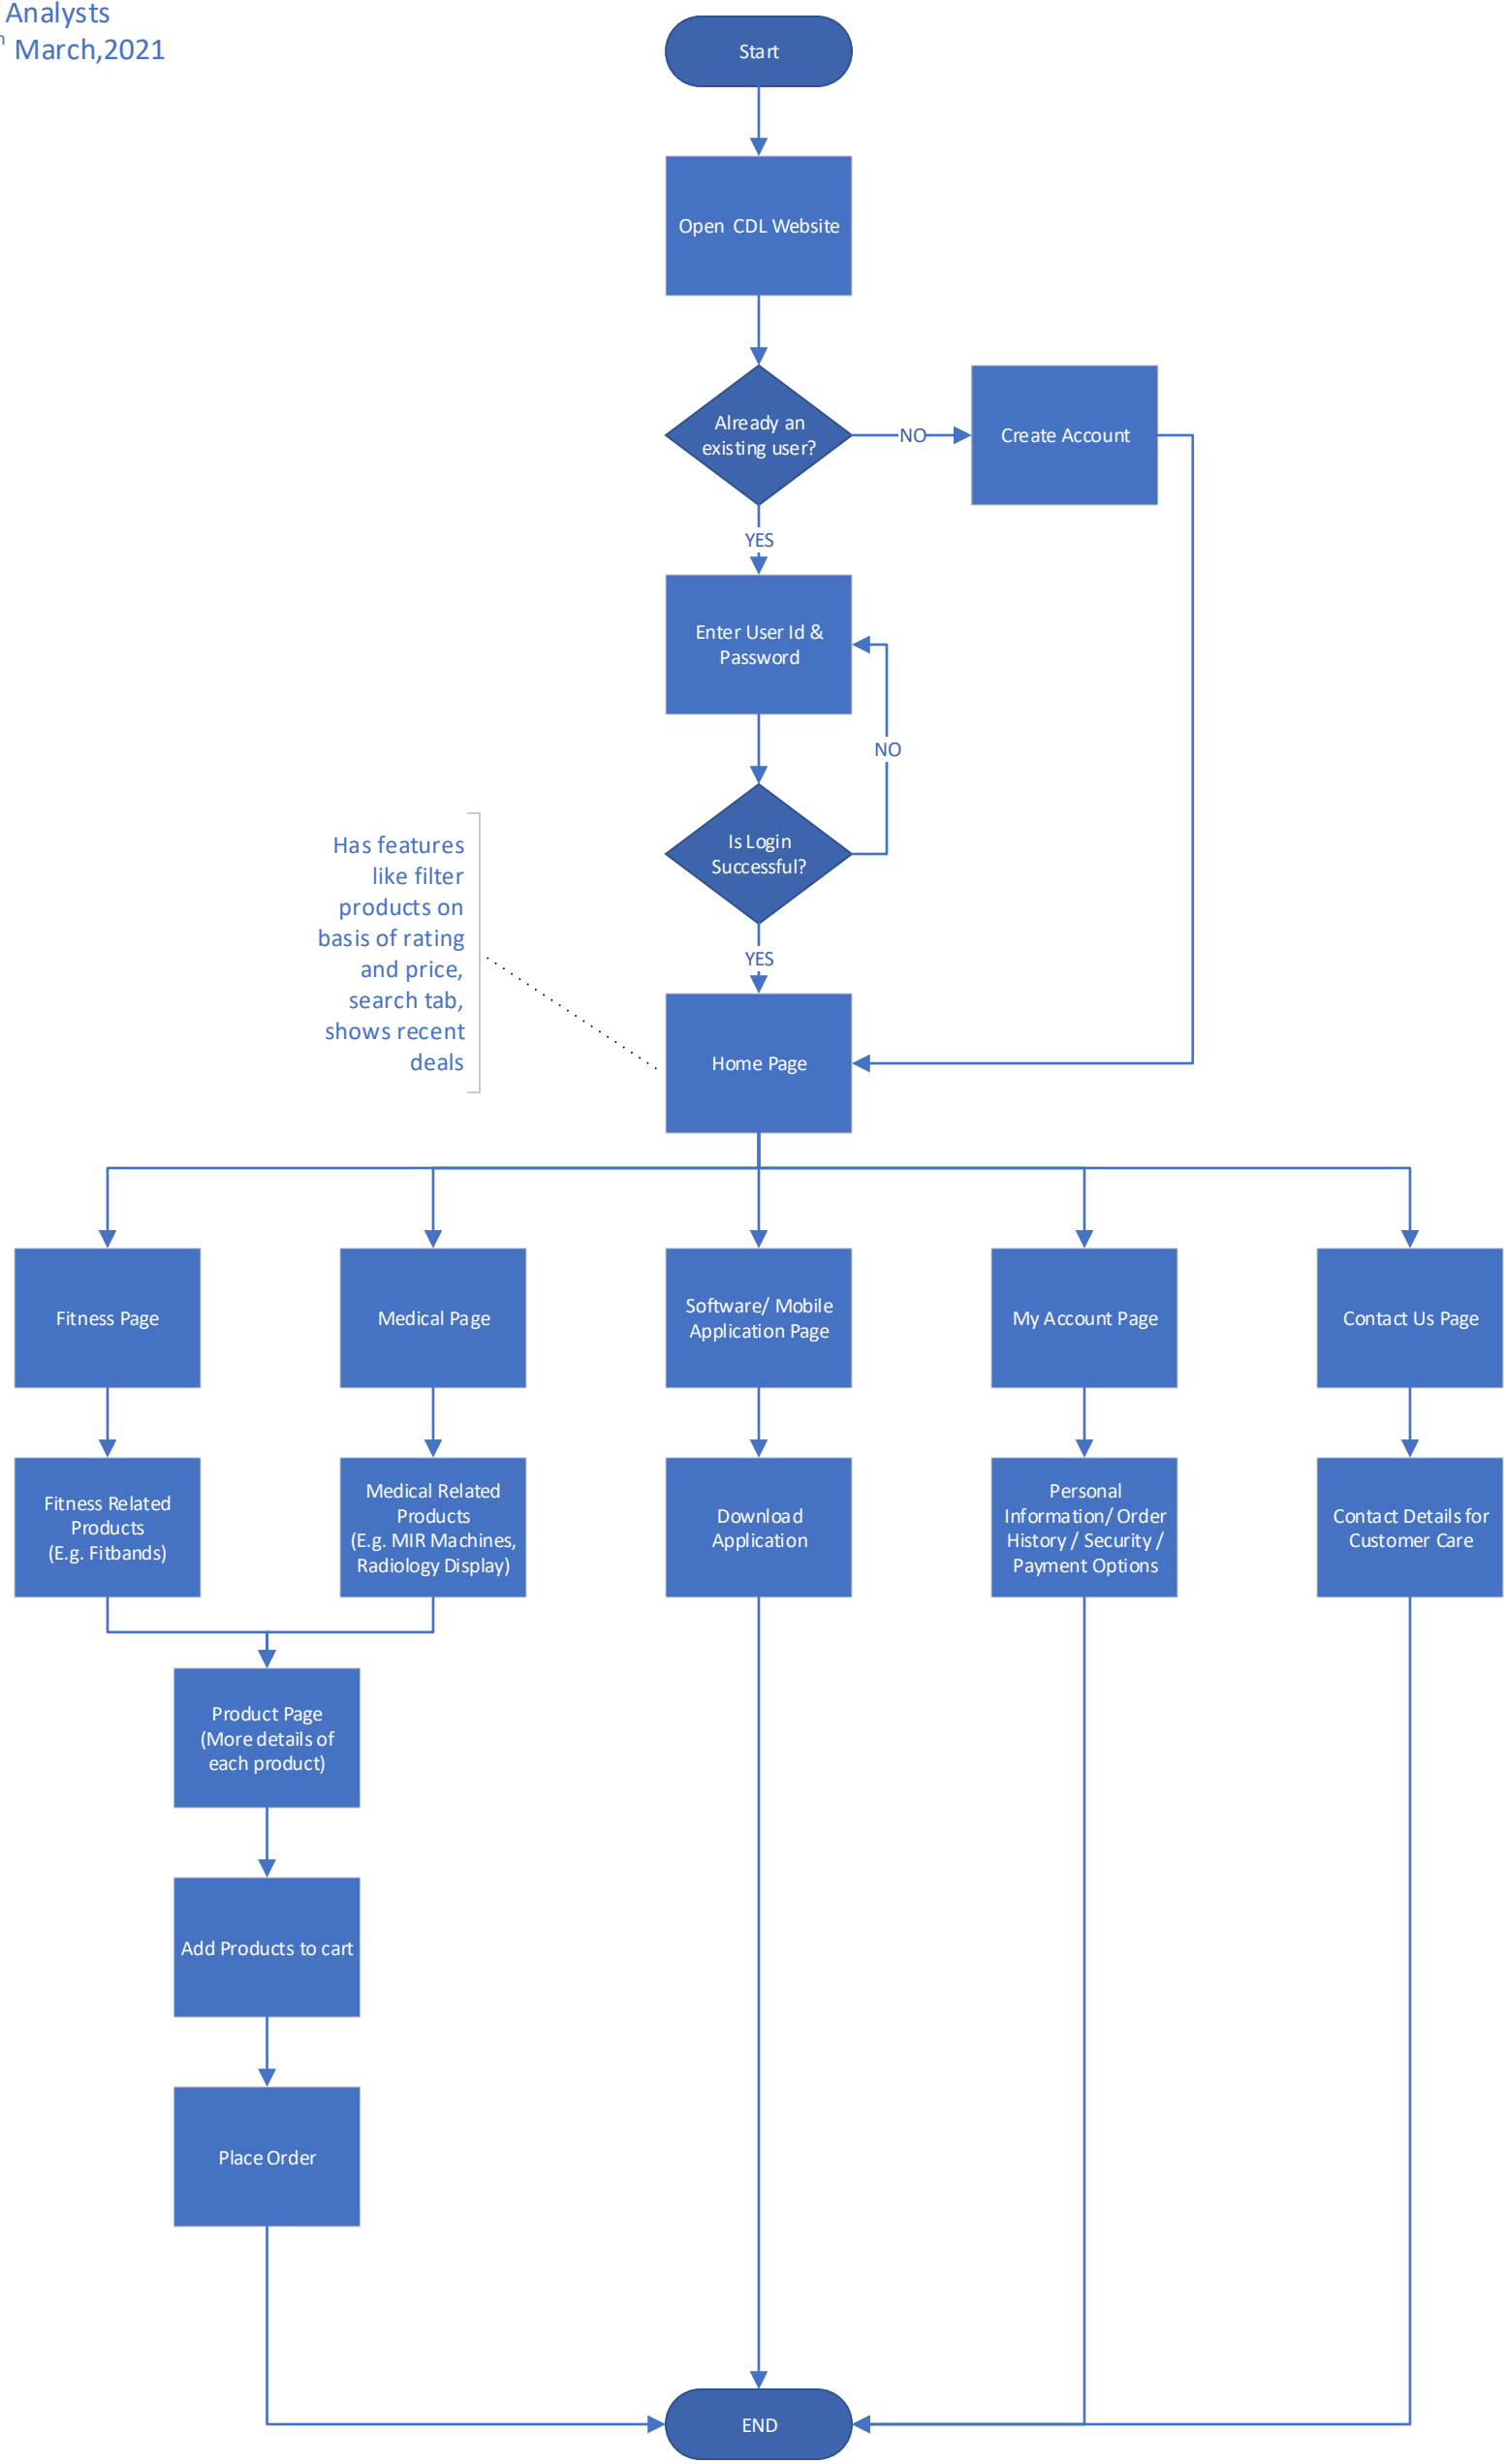 Analysts
March,2021
Start
Open CDL Website
Already an
existing user?
NO
Create Account
YES
Enter User Id &
Password
NO
Is Login
Successful?
Has features
like filter
products on
basis of rating
and price,
search tab,
shows recent
deals
YES
Home Page
Fitness Page
Medical Page
Software/ Mobile
Application Page
My Account Page
Contact Us Page
Fitness Related
Products
(E.g. Fitbands)
Medical Related
Products
(E.g. MIR Machines,
Radiology Display)
Download
Application
Personal
Information/ Order
History / Security /
Payment Options
Contact Details for
Customer Care
Product Page
(More details of
each product)
Add Products to cart
Place Order
END